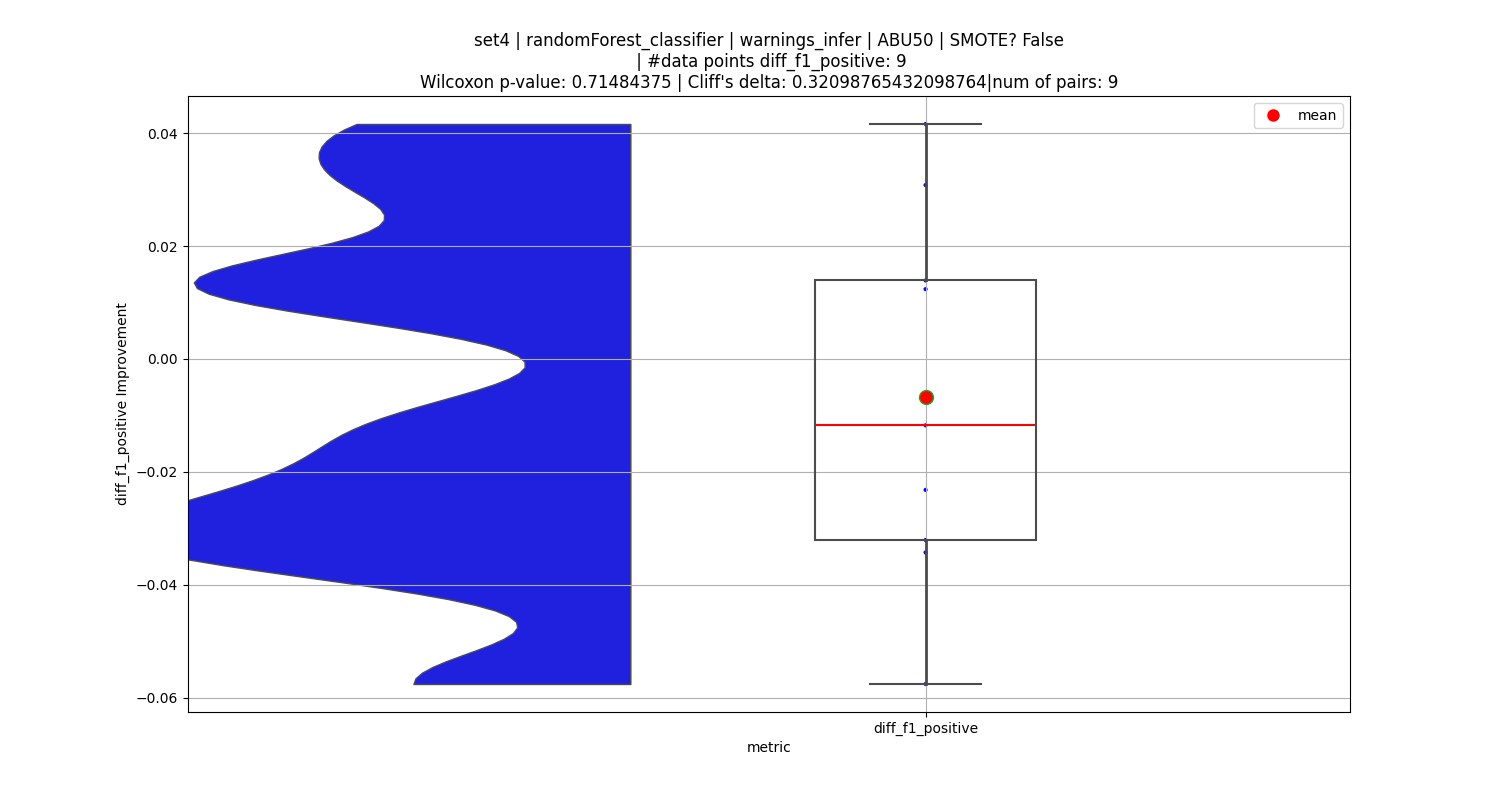 set4 | randomForest_classifier | warnings_infer | ABU50 | SMOTE? False
| #data points diff_f1_positive: 9
Wilcoxon p-value: 0.71484375 | Cliff's delta: 0.32098765432098764|num of pairs: 9
mean
0.04
0.02
0.00
−0.02
−0.04
−0.06
diff_f1_positive Improvement
diff_f1_positive
metric